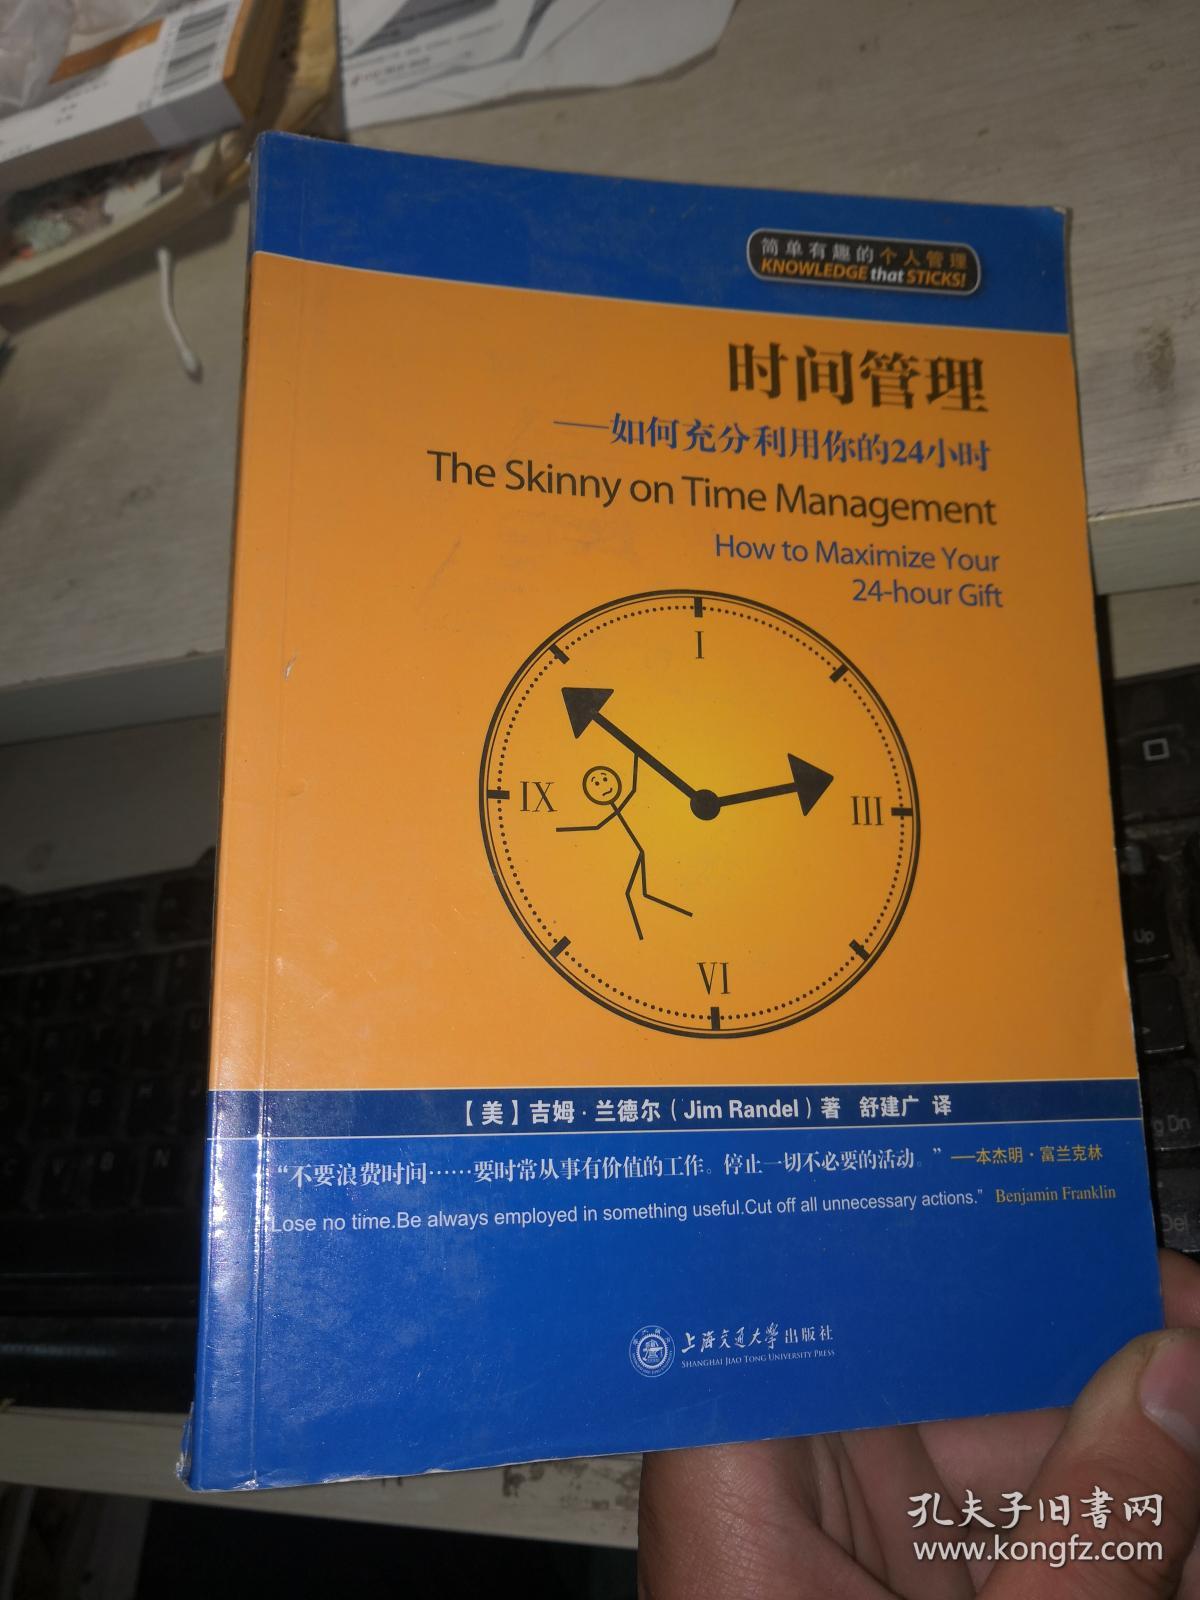 简单有趣的个人管理
KNOWLEDGE that STICKS!
时间管理
——如何充分利用你的24小时
The Skinny on Time Management
How to Maximize Your
24-hour Gift
I
IX
III
VI
【美】吉姆·兰德尔（Jim Randel）著 舒建广 译
“不要浪费时间……要时常从事有价值的工作。停止一切不必要的活动。”——本杰明·富兰克林
Lose no time.Be always employed in something useful.Cut off all unnecessary actions.” Benjamin Franklin
上海交通大学出版社
SHANGHAI JIAO TONG UNIVERSITY PRESS
Up
Pg Dn
Del
孔夫子旧书网
www.kongfz.com